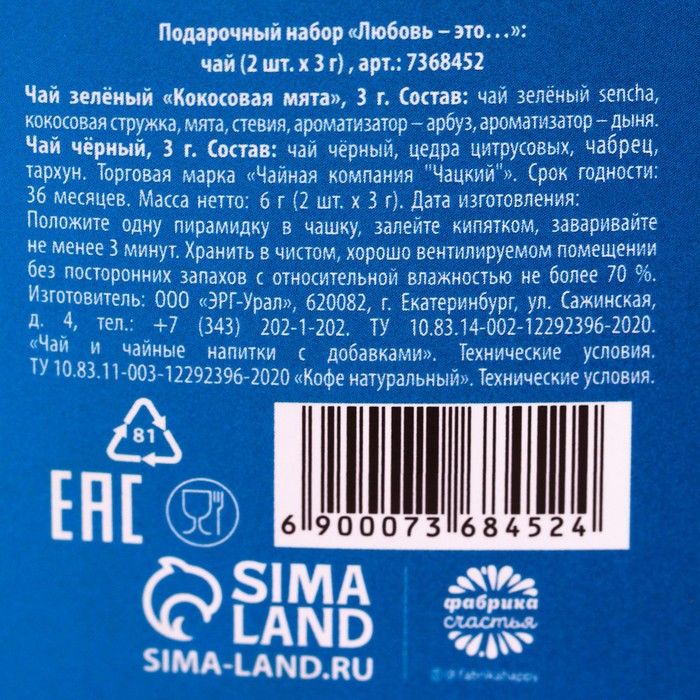 Подарочный набор «Любовь – это...»:
чай (2 шт. х 3 г) , арт.: 7368452
Чай зелёный «Кокосовая мята», 3 г. Состав: чай зелёный sencha,
кокосовая стружка, мята, стевия, ароматизатор – арбуз, ароматизатор – дыня.
Чай чёрный, 3 г. Состав: чай чёрный, цедра цитрусовых, чабрец,
тархун. Торговая марка «Чайная компания "Чацкий"». Срок годности:
36 месяцев. Масса нетто: 6 г (2 шт. х 3 г). Дата изготовления:
Положите одну пирамидку в чашку, залейте кипятком, заваривайте
не менее 3 минут. Хранить в чистом, хорошо вентилируемом помещении
без посторонних запахов с относительной влажностью не более 70 %.
Изготовитель: ООО «ЭРГ-Урал», 620082, г. Екатеринбург, ул. Сажинская,
д. 4, тел.: +7 (343) 202-1-202. ТУ 10.83.14-002-12292396-2020.
«Чай и чайные напитки с добавками». Технические условия.
ТУ 10.83.11-003-12292396-2020 «Кофе натуральный». Технические условия.
81
EAC
6 900073 684524
SIMA
LAND
SIMA-LAND.RU
фабрика
счастья
@fabrikahappy